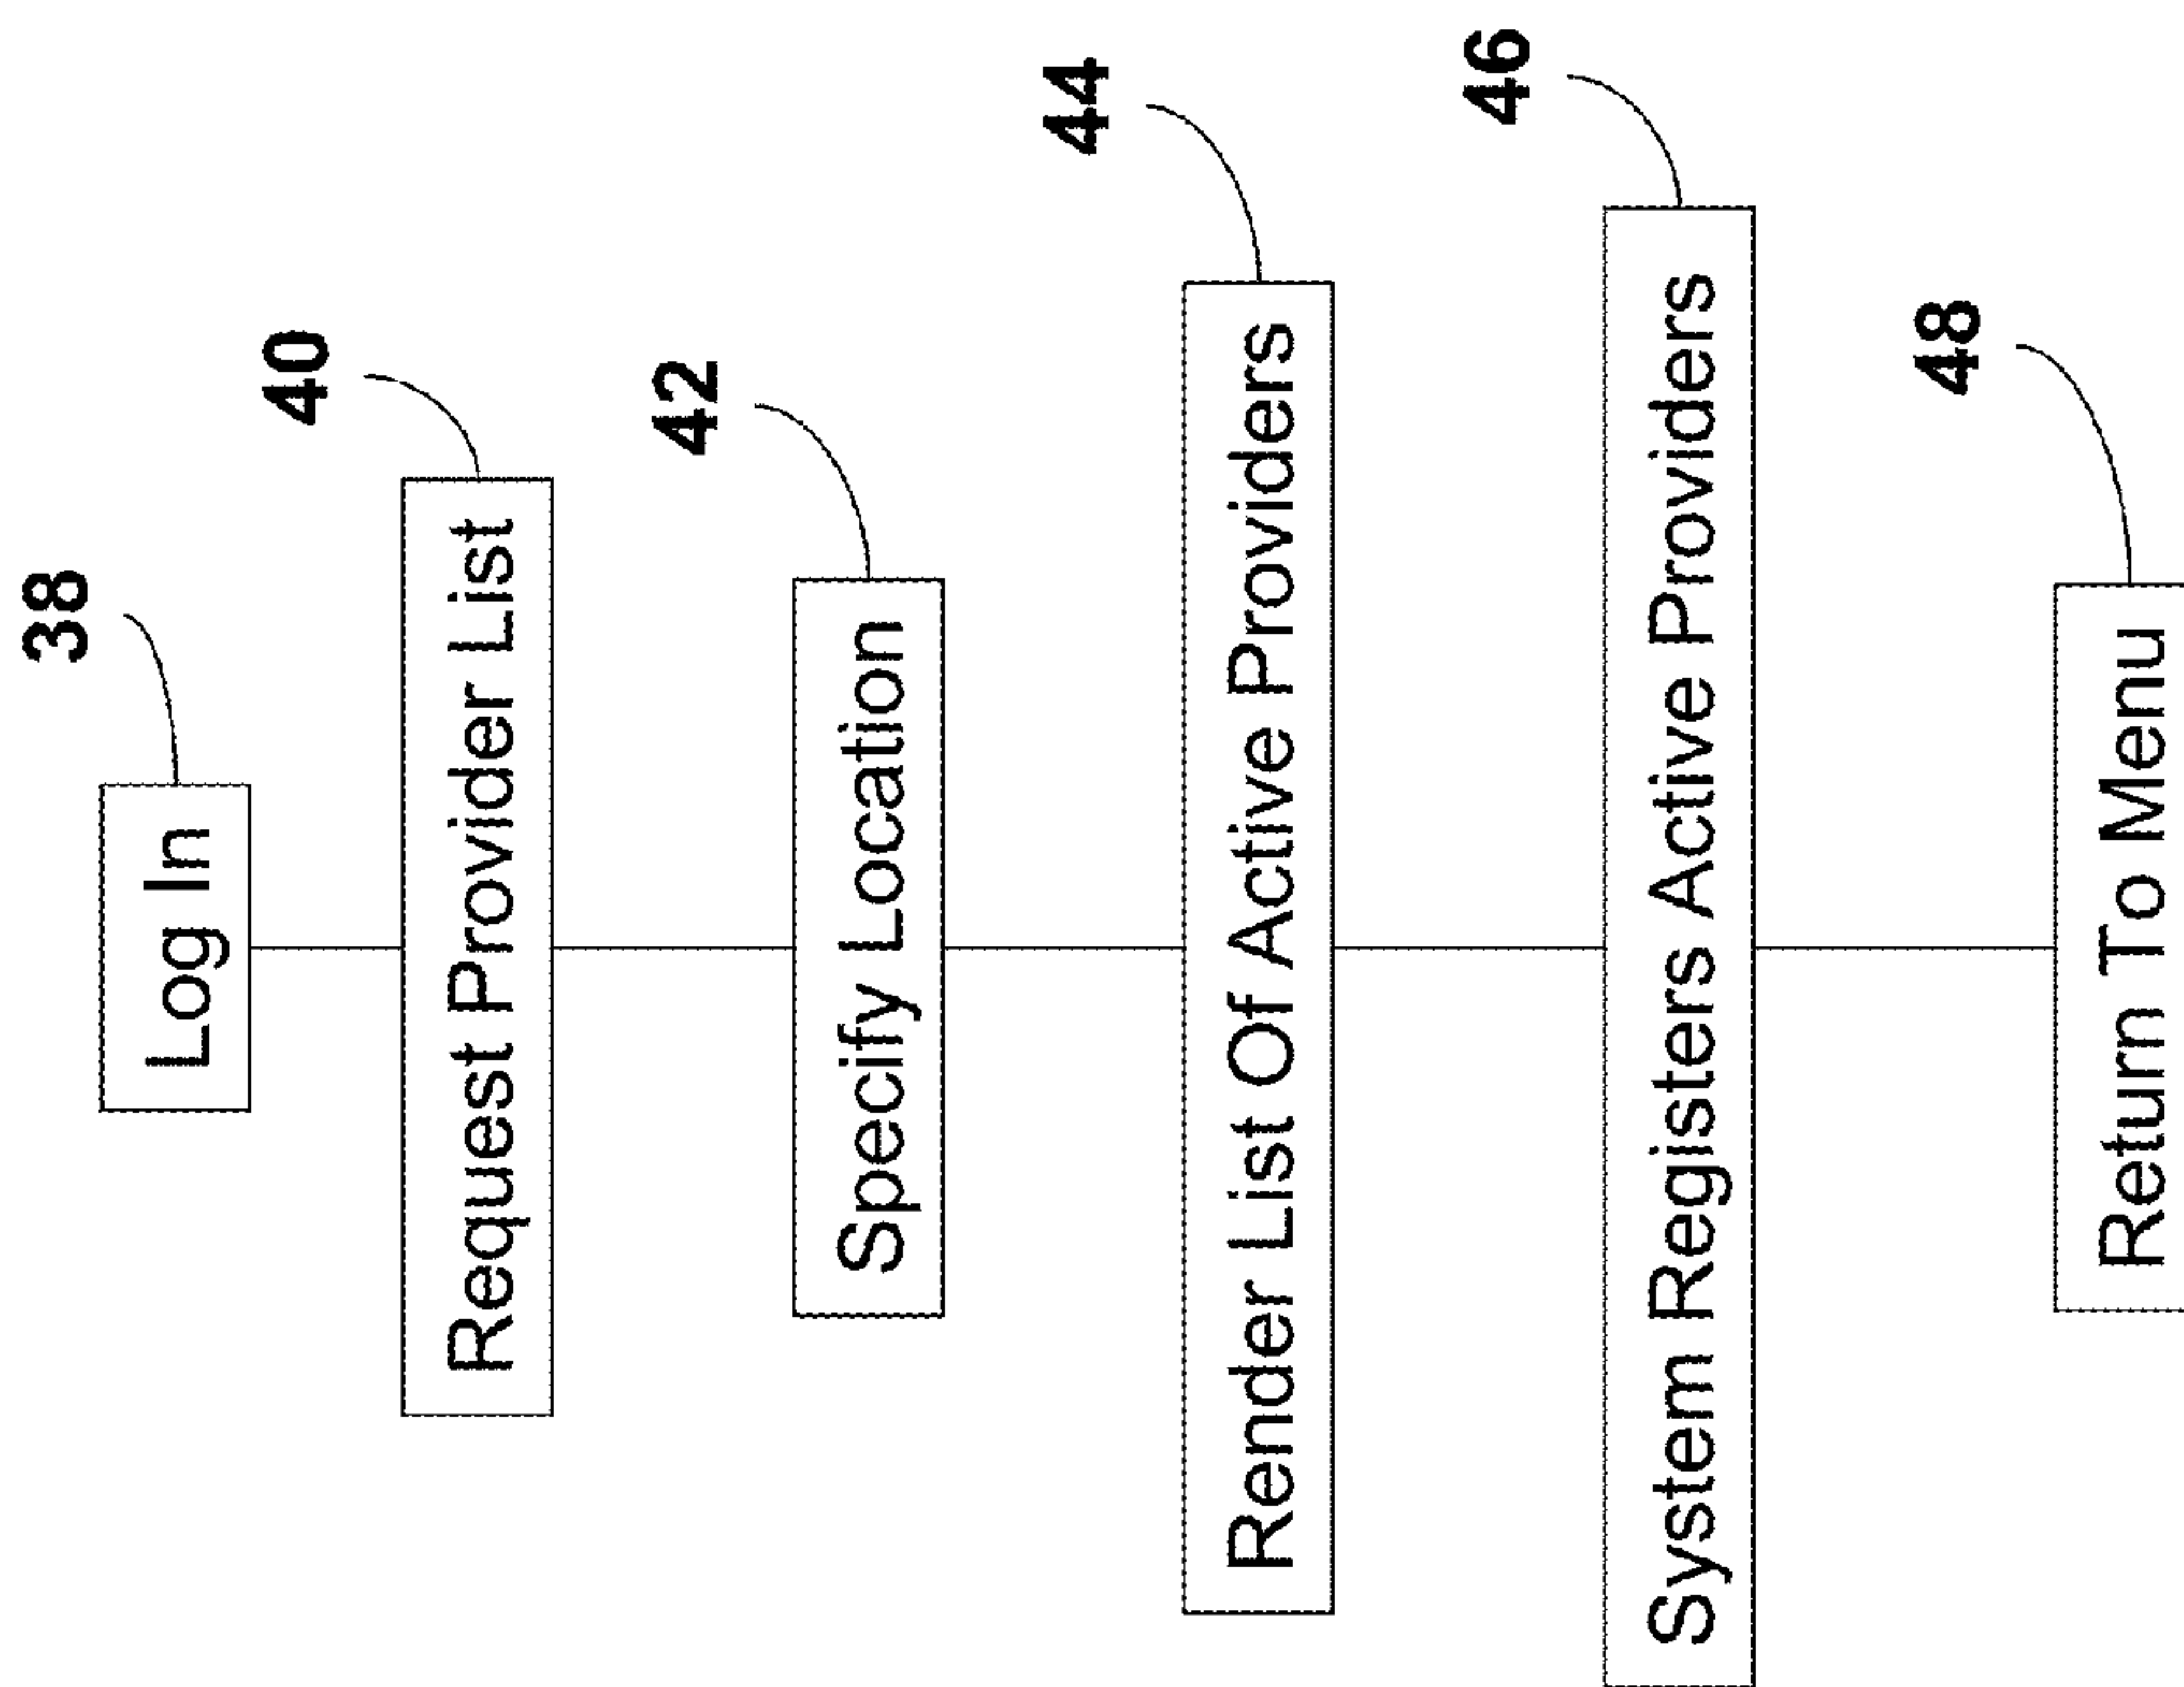 38
Log In
40
Request Provider List
42
Specify Location
44
Render List Of Active Providers
46
System Registers Active Providers
48
Return To Menu